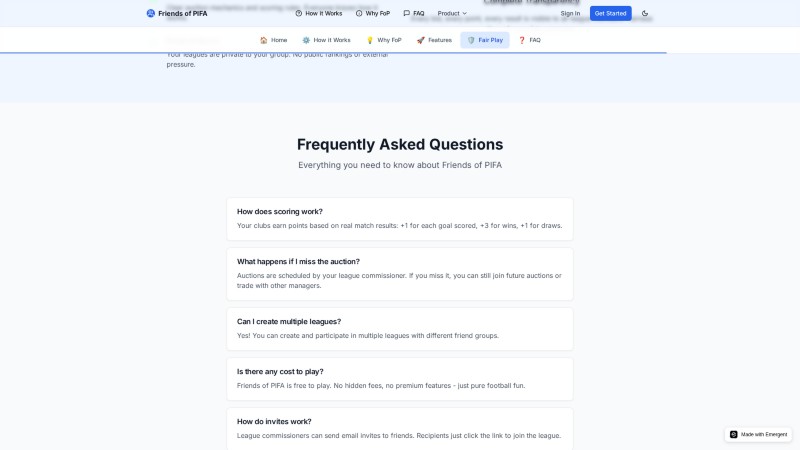 Friends of PIFA
How It Works
Why FoP
FAQ
Product
Sign In
Get Started
Complete Transparency
Home
How it Works
Why FoP
Features
Fair Play
FAQ
Your leagues are private to your group. No public rankings or external
pressure.
Frequently Asked Questions
Everything you need to know about Friends of PIFA
How does scoring work?
Your clubs earn points based on real match results: +1 for each goal scored, +3 for wins, +1 for draws.
What happens if I miss the auction?
Auctions are scheduled by your league commissioner. If you miss it, you can still join future auctions or
trade with other managers.
Can I create multiple leagues?
Yes! You can create and participate in multiple leagues with different friend groups.
Is there any cost to play?
Friends of PIFA is free to play. No hidden fees, no premium features - just pure football fun.
How do invites work?
League commissioners can send email invites to friends. Recipients just click the link to join the league.
Made with Emergent